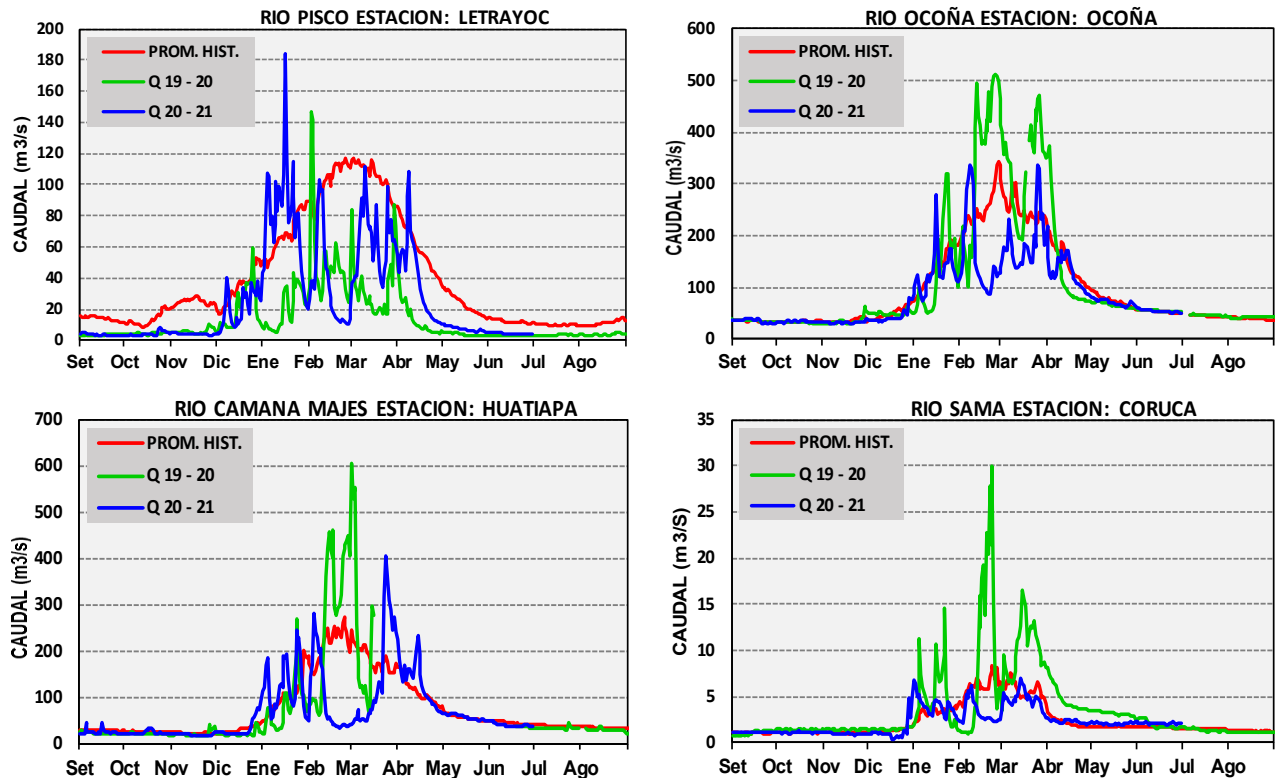 RIO PISCO ESTACION: LETRAYOC
CAUDAL (m3/s)
200
180
160
140
120
100
80
60
40
20
0
PROM. HIST.
Q 19 - 20
Q 20 - 21
Set Oct Nov Dic Ene Feb Mar Abr May Jun Jul Ago
RIO OCOÑA ESTACION: OCOÑA
CAUDAL (m3/s)
600
500
400
300
200
100
0
PROM. HIST.
Q 19 - 20
Q 20 - 21
Set Oct Nov Dic Ene Feb Mar Abr May Jun Jul Ago
RIO CAMANA MAJES ESTACION: HUATIAPA
CAUDAL (m3/s)
700
600
500
400
300
200
100
0
PROM. HIST.
Q 19 - 20
Q 20 - 21
Set Oct Nov Dic Ene Feb Mar Abr May Jun Jul Ago
RIO SAMA ESTACION: CORUCA
CAUDAL (m3/S)
35
30
25
20
15
10
5
0
PROM. HIST.
Q 19 - 20
Q 20 - 21
Set Oct Nov Dic Ene Feb Mar Abr May Jun Jul Ago